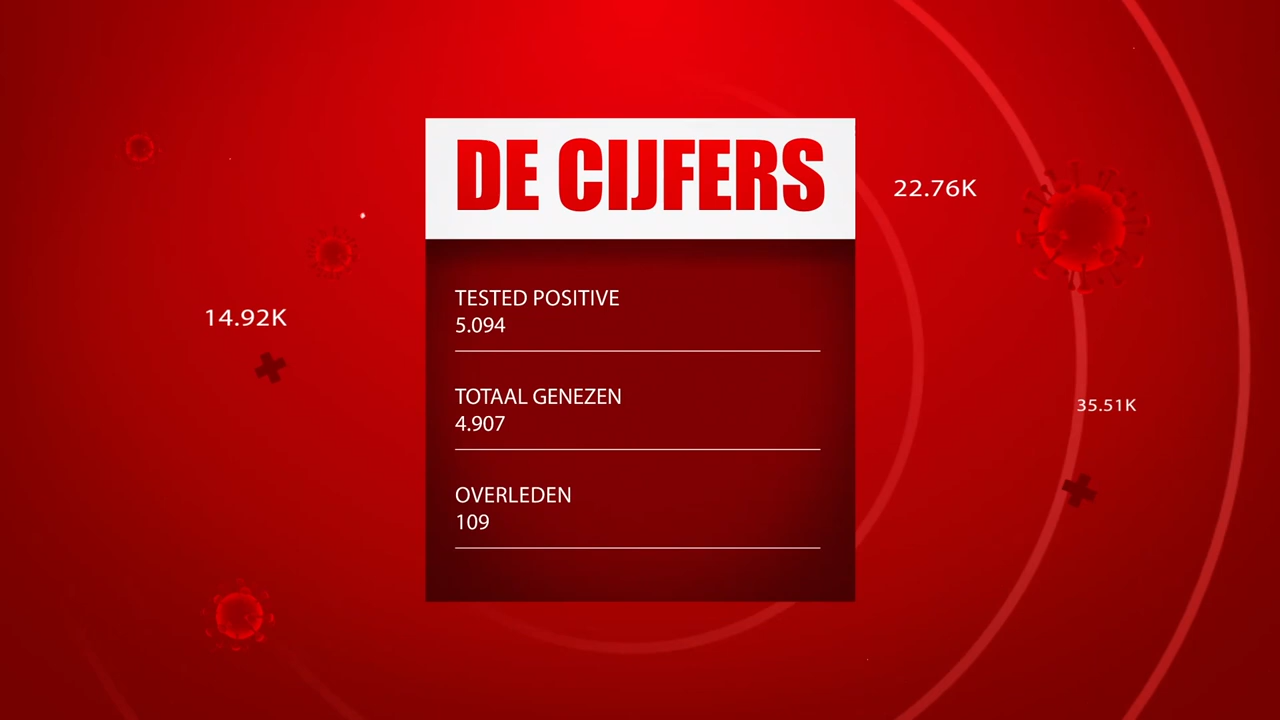 DE CIJFERS
22.76K
TESTED POSITIVE
5.094
14.92K
TOTAAL GENEZEN
4.907
35.51K
OVERLEDEN
109